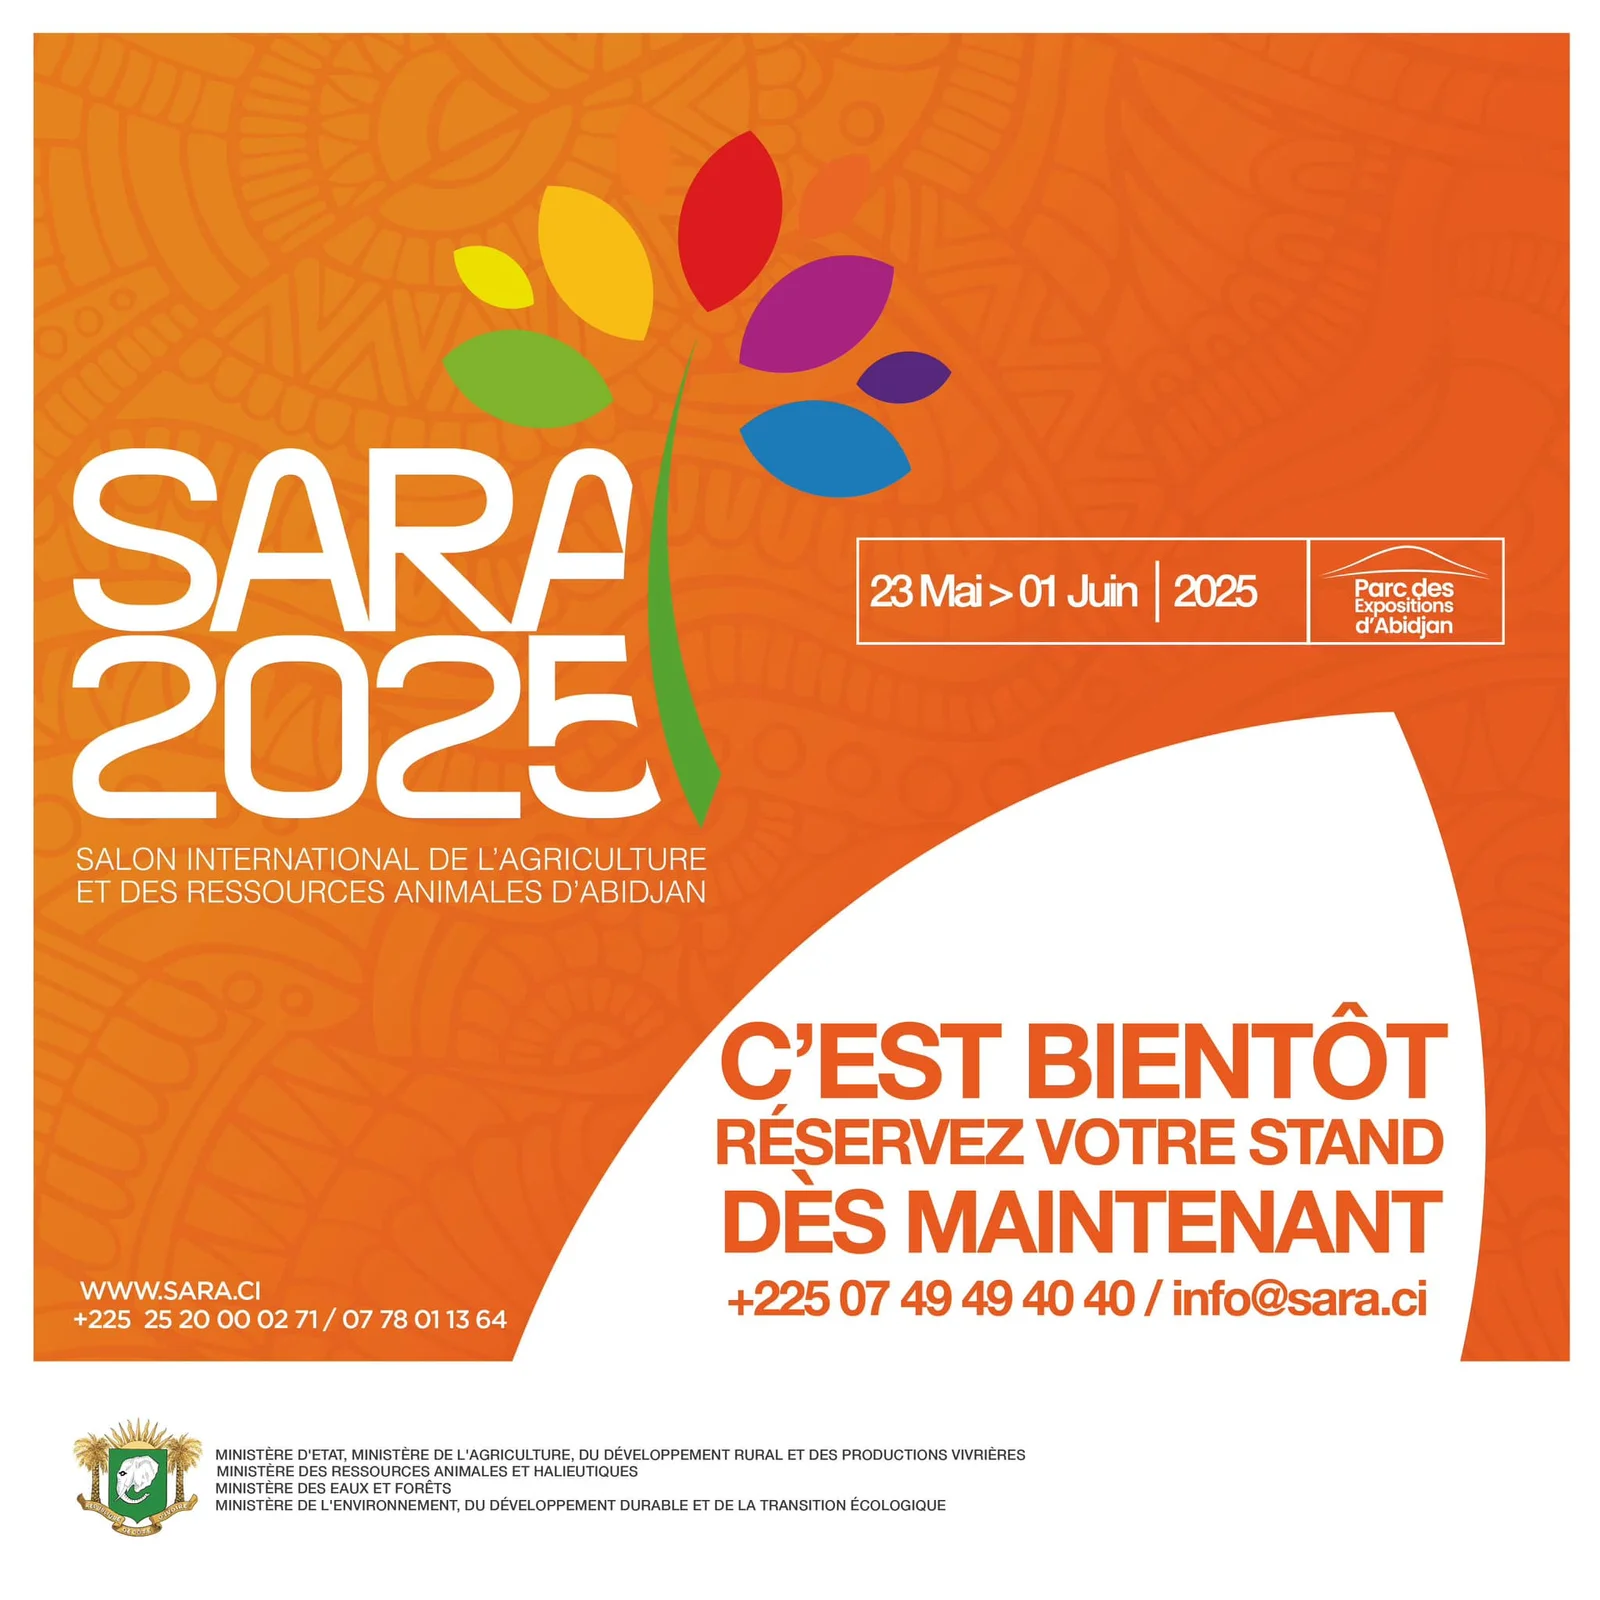 SARA
2025
SALON INTERNATIONAL DE L'AGRICULTURE
ET DES RESSOURCES ANIMALES D'ABIDJAN
23 Mai > 01 Juin | 2025
Parc des
Expositions
d'Abidjan
C'EST BIENTÔT
RÉSERVEZ VOTRE STAND
DÈS MAINTENANT
+225 07 49 49 40 40 / info@sara.ci
WWW.SARA.CI
+225 25 20 00 02 71 / 07 78 01 13 64
MINISTÈRE D'ETAT, MINISTÈRE DE L'AGRICULTURE, DU DÉVELOPPEMENT RURAL ET DES PRODUCTIONS VIVRIÈRES
MINISTÈRE DES RESSOURCES ANIMALES ET HALIEUTIQUES
MINISTÈRE DES EAUX ET FORÊTS
MINISTÈRE DE L'ENVIRONNEMENT, DU DÉVELOPPEMENT DURABLE ET DE LA TRANSITION ÉCOLOGIQUE